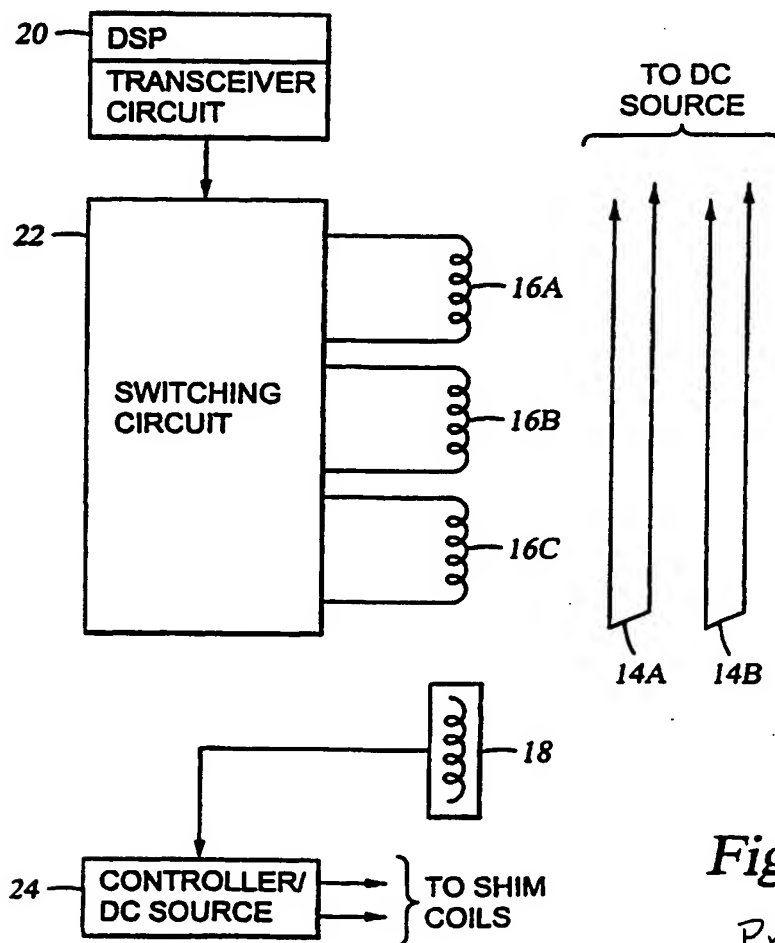 20
DSP
TRANSCEIVER
CIRCUIT
TO DC
SOURCE
22
SWITCHING
CIRCUIT
16A
16B
16C
14A
14B
18
24
CONTROLLER/
DC SOURCE
TO SHIM
COILS
Fig